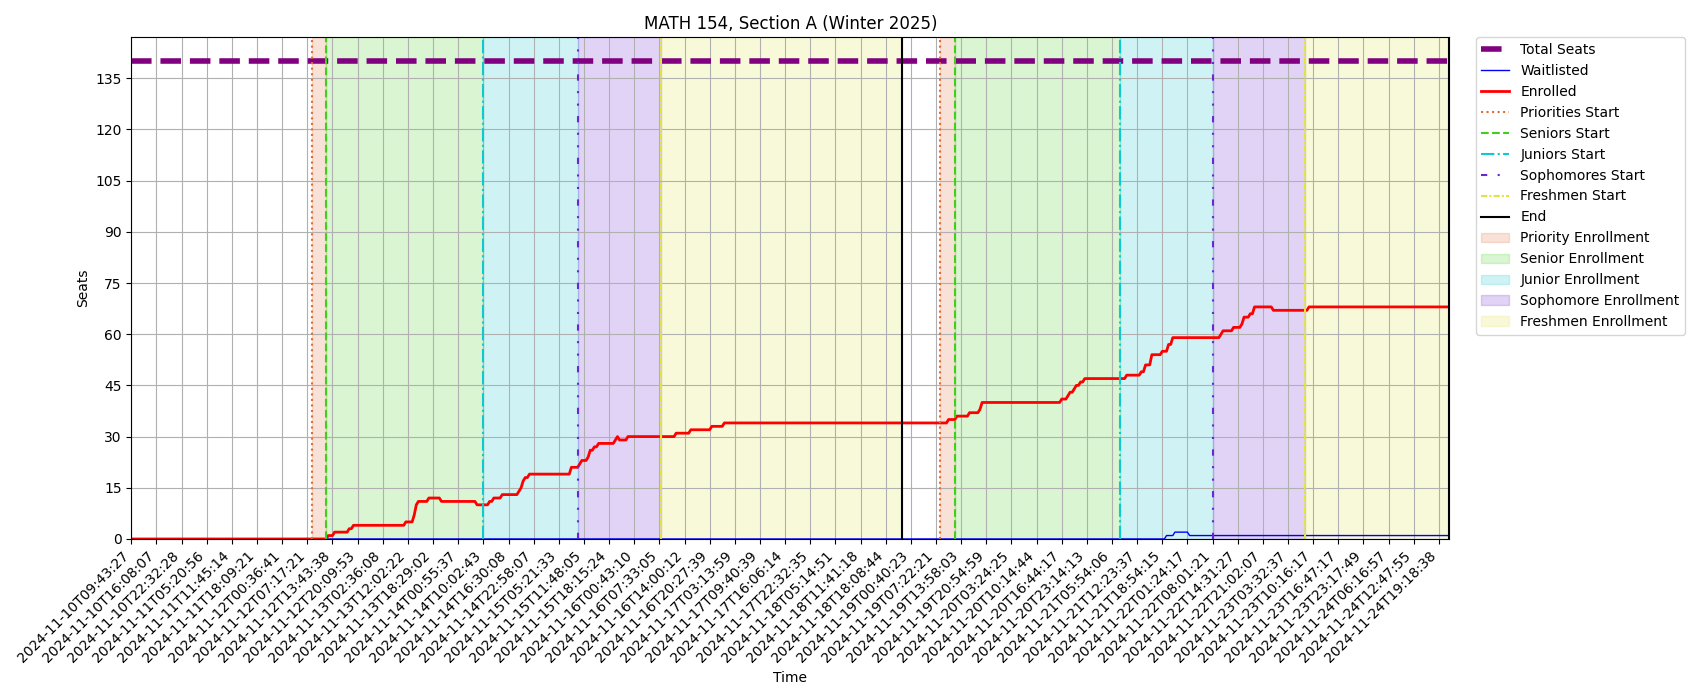 MATH 154, Section A (Winter 2025)
Seats
135
120
105
90
75
60
45
30
15
0
2024-11-10T09:43:27
2024-11-10T16:08:07
2024-11-10T22:32:28
2024-11-11T05:20:56
2024-11-11T11:45:14
2024-11-11T18:09:21
2024-11-12T00:36:41
2024-11-12T07:17:21
2024-11-12T13:43:38
2024-11-12T20:09:53
2024-11-13T02:36:08
2024-11-13T12:02:22
2024-11-13T18:29:02
2024-11-14T00:55:37
2024-11-14T10:02:43
2024-11-14T16:30:08
2024-11-14T22:58:07
2024-11-15T05:21:33
2024-11-15T11:48:05
2024-11-15T18:15:24
2024-11-16T00:43:10
2024-11-16T07:33:05
2024-11-16T14:00:12
2024-11-16T20:27:39
2024-11-17T03:13:59
2024-11-17T09:40:39
2024-11-17T16:06:14
2024-11-17T22:32:35
2024-11-18T05:14:51
2024-11-18T11:41:18
2024-11-18T18:08:44
2024-11-19T00:40:23
2024-11-19T07:22:21
2024-11-19T13:58:03
2024-11-19T20:54:59
2024-11-20T03:24:25
2024-11-20T10:14:44
2024-11-20T16:44:17
2024-11-20T23:14:13
2024-11-21T05:54:06
2024-11-21T12:23:37
2024-11-21T18:54:15
2024-11-22T01:24:17
2024-11-22T08:01:21
2024-11-22T14:31:27
2024-11-22T21:02:07
2024-11-23T03:32:37
2024-11-23T10:16:17
2024-11-23T16:47:17
2024-11-23T23:17:49
2024-11-24T06:16:57
2024-11-24T12:47:55
2024-11-24T19:18:38
Time
Total Seats
Waitlisted
Enrolled
Priorities Start
Seniors Start
Juniors Start
Sophomores Start
Freshmen Start
End
Priority Enrollment
Senior Enrollment
Junior Enrollment
Sophomore Enrollment
Freshmen Enrollment